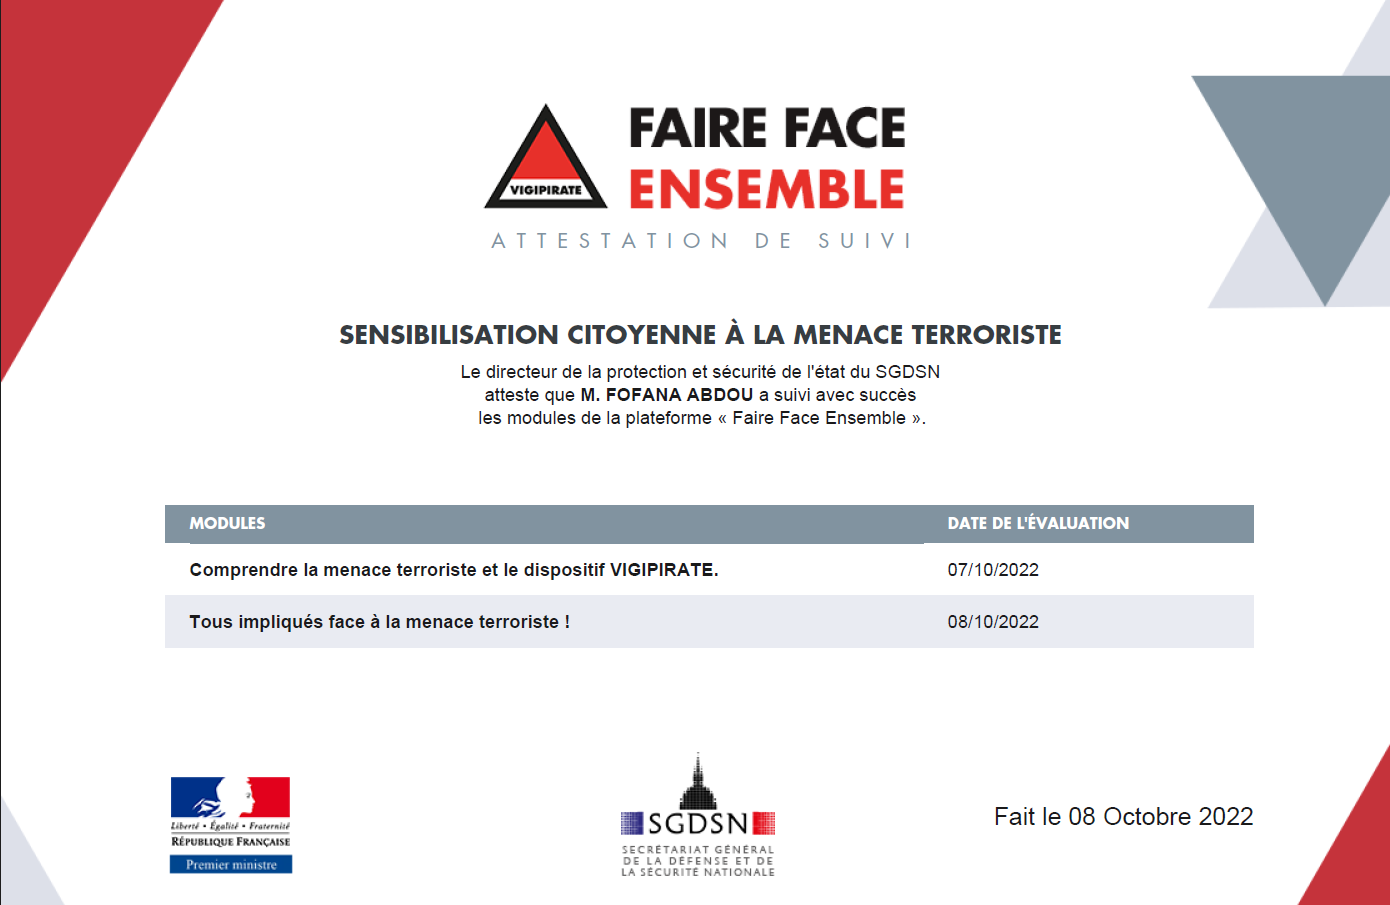 FAIRE FACE
ENSEMBLE
VIGIPIRATE
ATTESTATION DE SUIVI
SENSIBILISATION CITOYENNE À LA MENACE TERRORISTE
Le directeur de la protection et sécurité de l'état du SGDSN
atteste que M. FOFANA ABDOU a suivi avec succès
les modules de la plateforme « Faire Face Ensemble ».
MODULES DATE DE L'ÉVALUATION
Comprendre la menace terroriste et le dispositif VIGIPIRATE. 07/10/2022
Tous impliqués face à la menace terroriste ! 08/10/2022
Liberté • Égalité • Fraternité
RÉPUBLIQUE FRANÇAISE
Premier ministre
SGDSN
SECRÉTARIAT GÉNÉRAL
DE LA DÉFENSE ET DE
LA SÉCURITÉ NATIONALE
Fait le 08 Octobre 2022